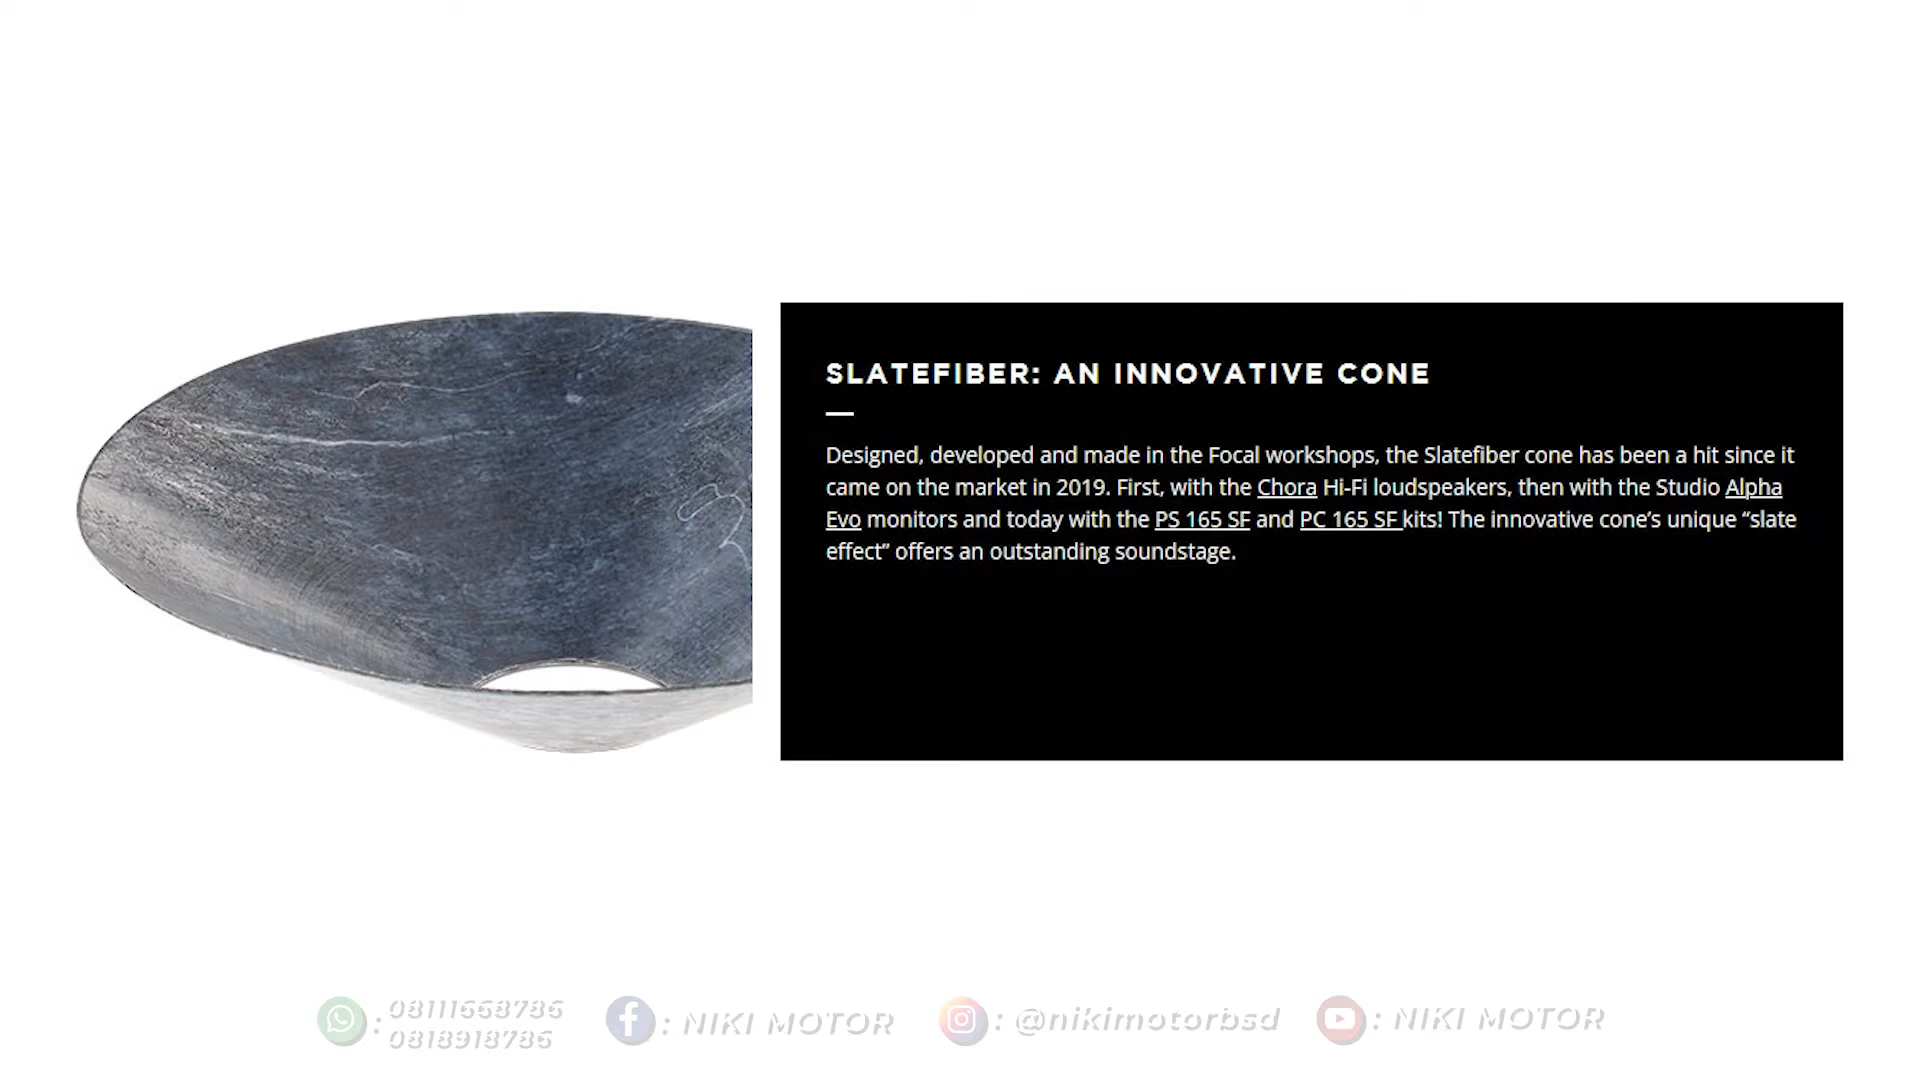 SLATEFIBER: AN INNOVATIVE CONE
Designed, developed and made in the Focal workshops, the Slatefiber cone has been a hit since it
came on the market in 2019. First, with the Chora Hi-Fi loudspeakers, then with the Studio Alpha
Evo monitors and today with the PS 165 SF and PC 165 SF kits! The innovative cone’s unique “slate
effect” offers an outstanding soundstage.
: 08111668786
0818918786
: NIKI MOTOR
: @nikimotorbsd
: NIKI MOTOR